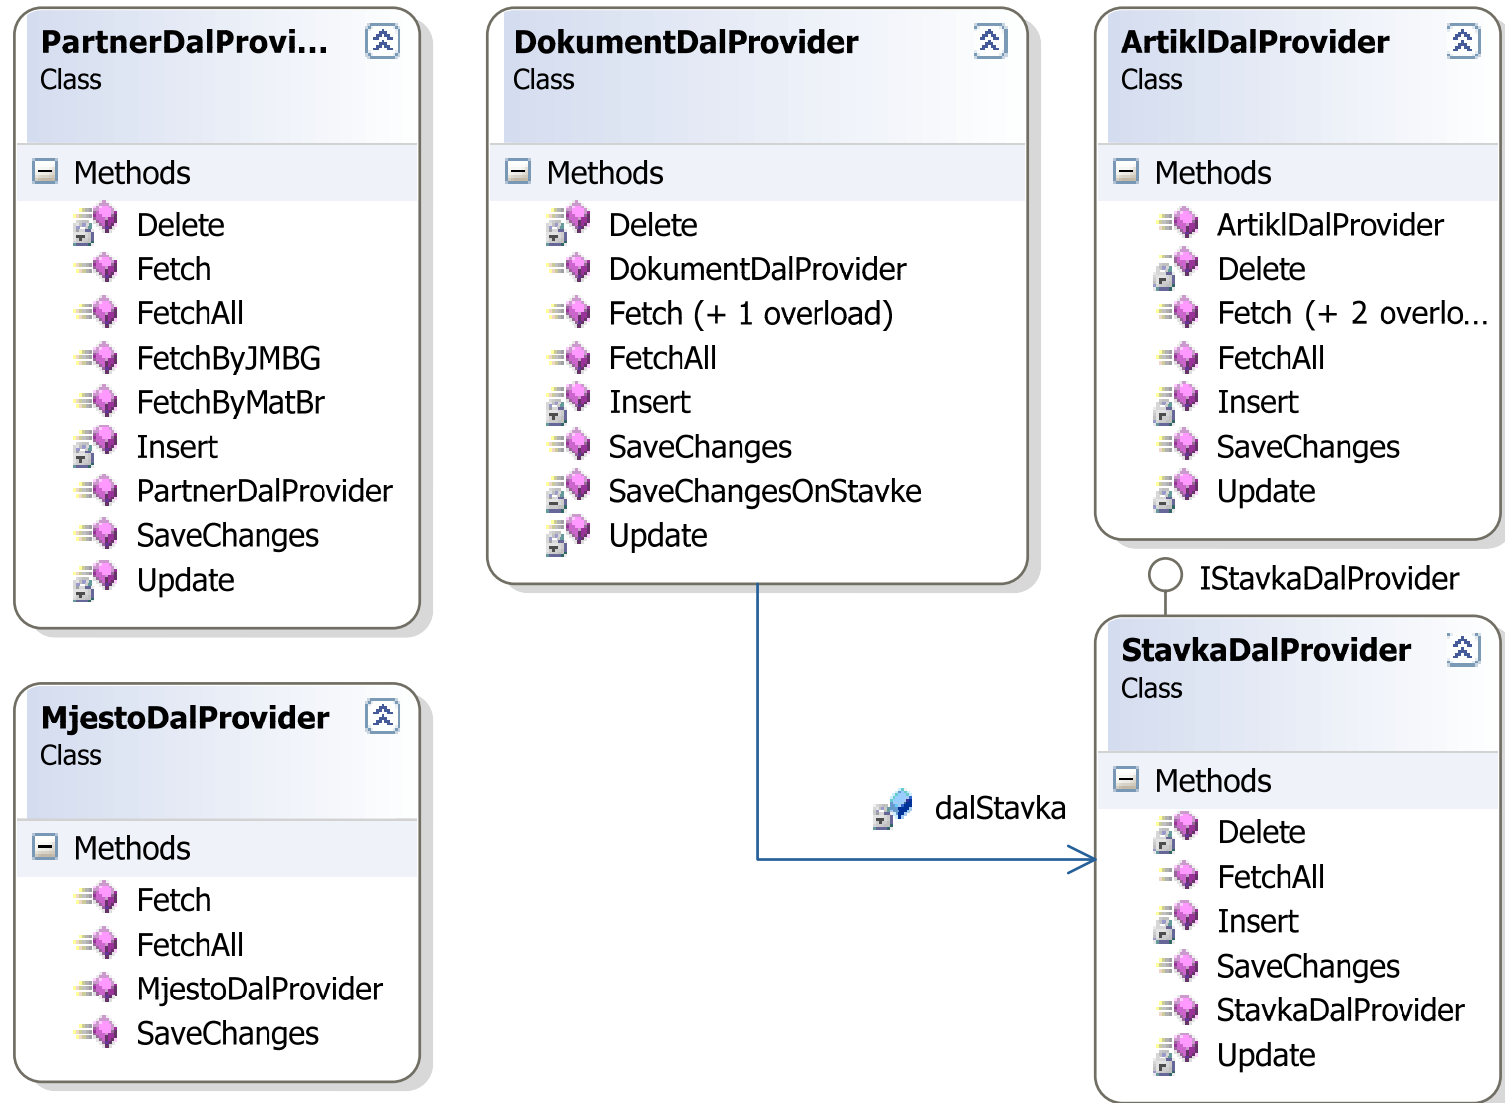 PartnerDalProvi...
Class
Methods
Delete
Fetch
FetchAll
FetchByJMBG
FetchByMatBr
Insert
PartnerDalProvider
SaveChanges
Update
MjestoDalProvider
Class
Methods
Fetch
FetchAll
MjestoDalProvider
SaveChanges
DokumentDalProvider
Class
Methods
Delete
DokumentDalProvider
Fetch (+ 1 overload)
FetchAll
Insert
SaveChanges
SaveChangesOnStavke
Update
dalStavka
ArtiklDalProvider
Class
Methods
ArtiklDalProvider
Delete
Fetch (+ 2 overlo...
FetchAll
Insert
SaveChanges
Update
IStavkaDalProvider
StavkaDalProvider
Class
Methods
Delete
FetchAll
Insert
SaveChanges
StavkaDalProvider
Update